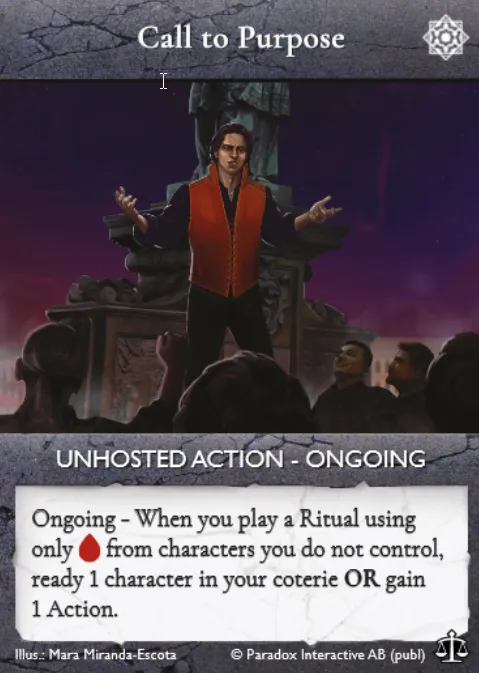 Call to Purpose
UNHOSTED ACTION - ONGOING
Ongoing - When you play a Ritual using
only from characters you do not control,
ready 1 character in your coterie OR gain
1 Action.
Illus.: Mara Miranda-Escota © Paradox Interactive AB (publ)